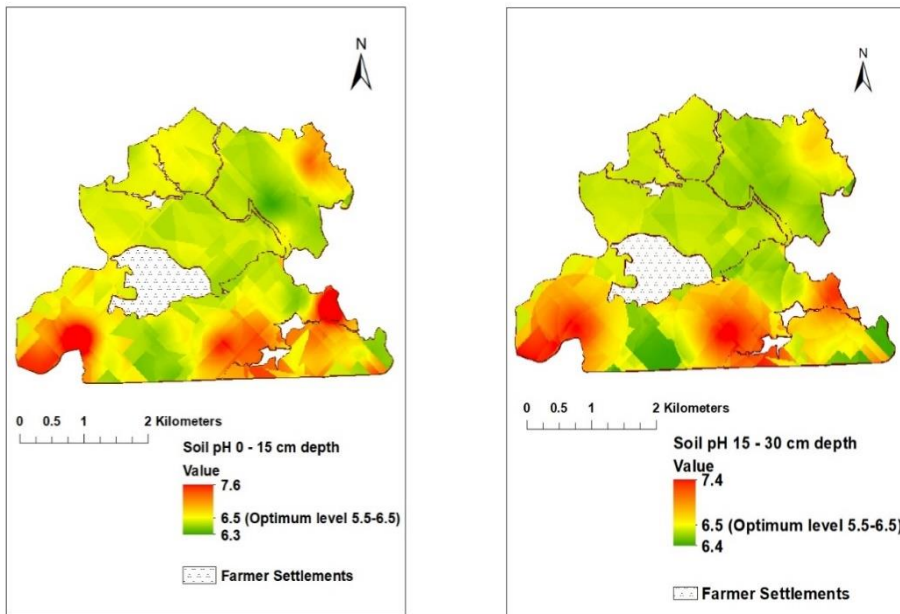 N
0 0.5 1 2 Kilometers
Soil pH 0 - 15 cm depth
Value
7.6
6.5 (Optimum level 5.5-6.5)
6.3
Farmer Settlements
N
0 0.5 1 2 Kilometers
Soil pH 15 - 30 cm depth
Value
7.4
6.5 (Optimum level 5.5-6.5)
6.4
Farmer Settlements